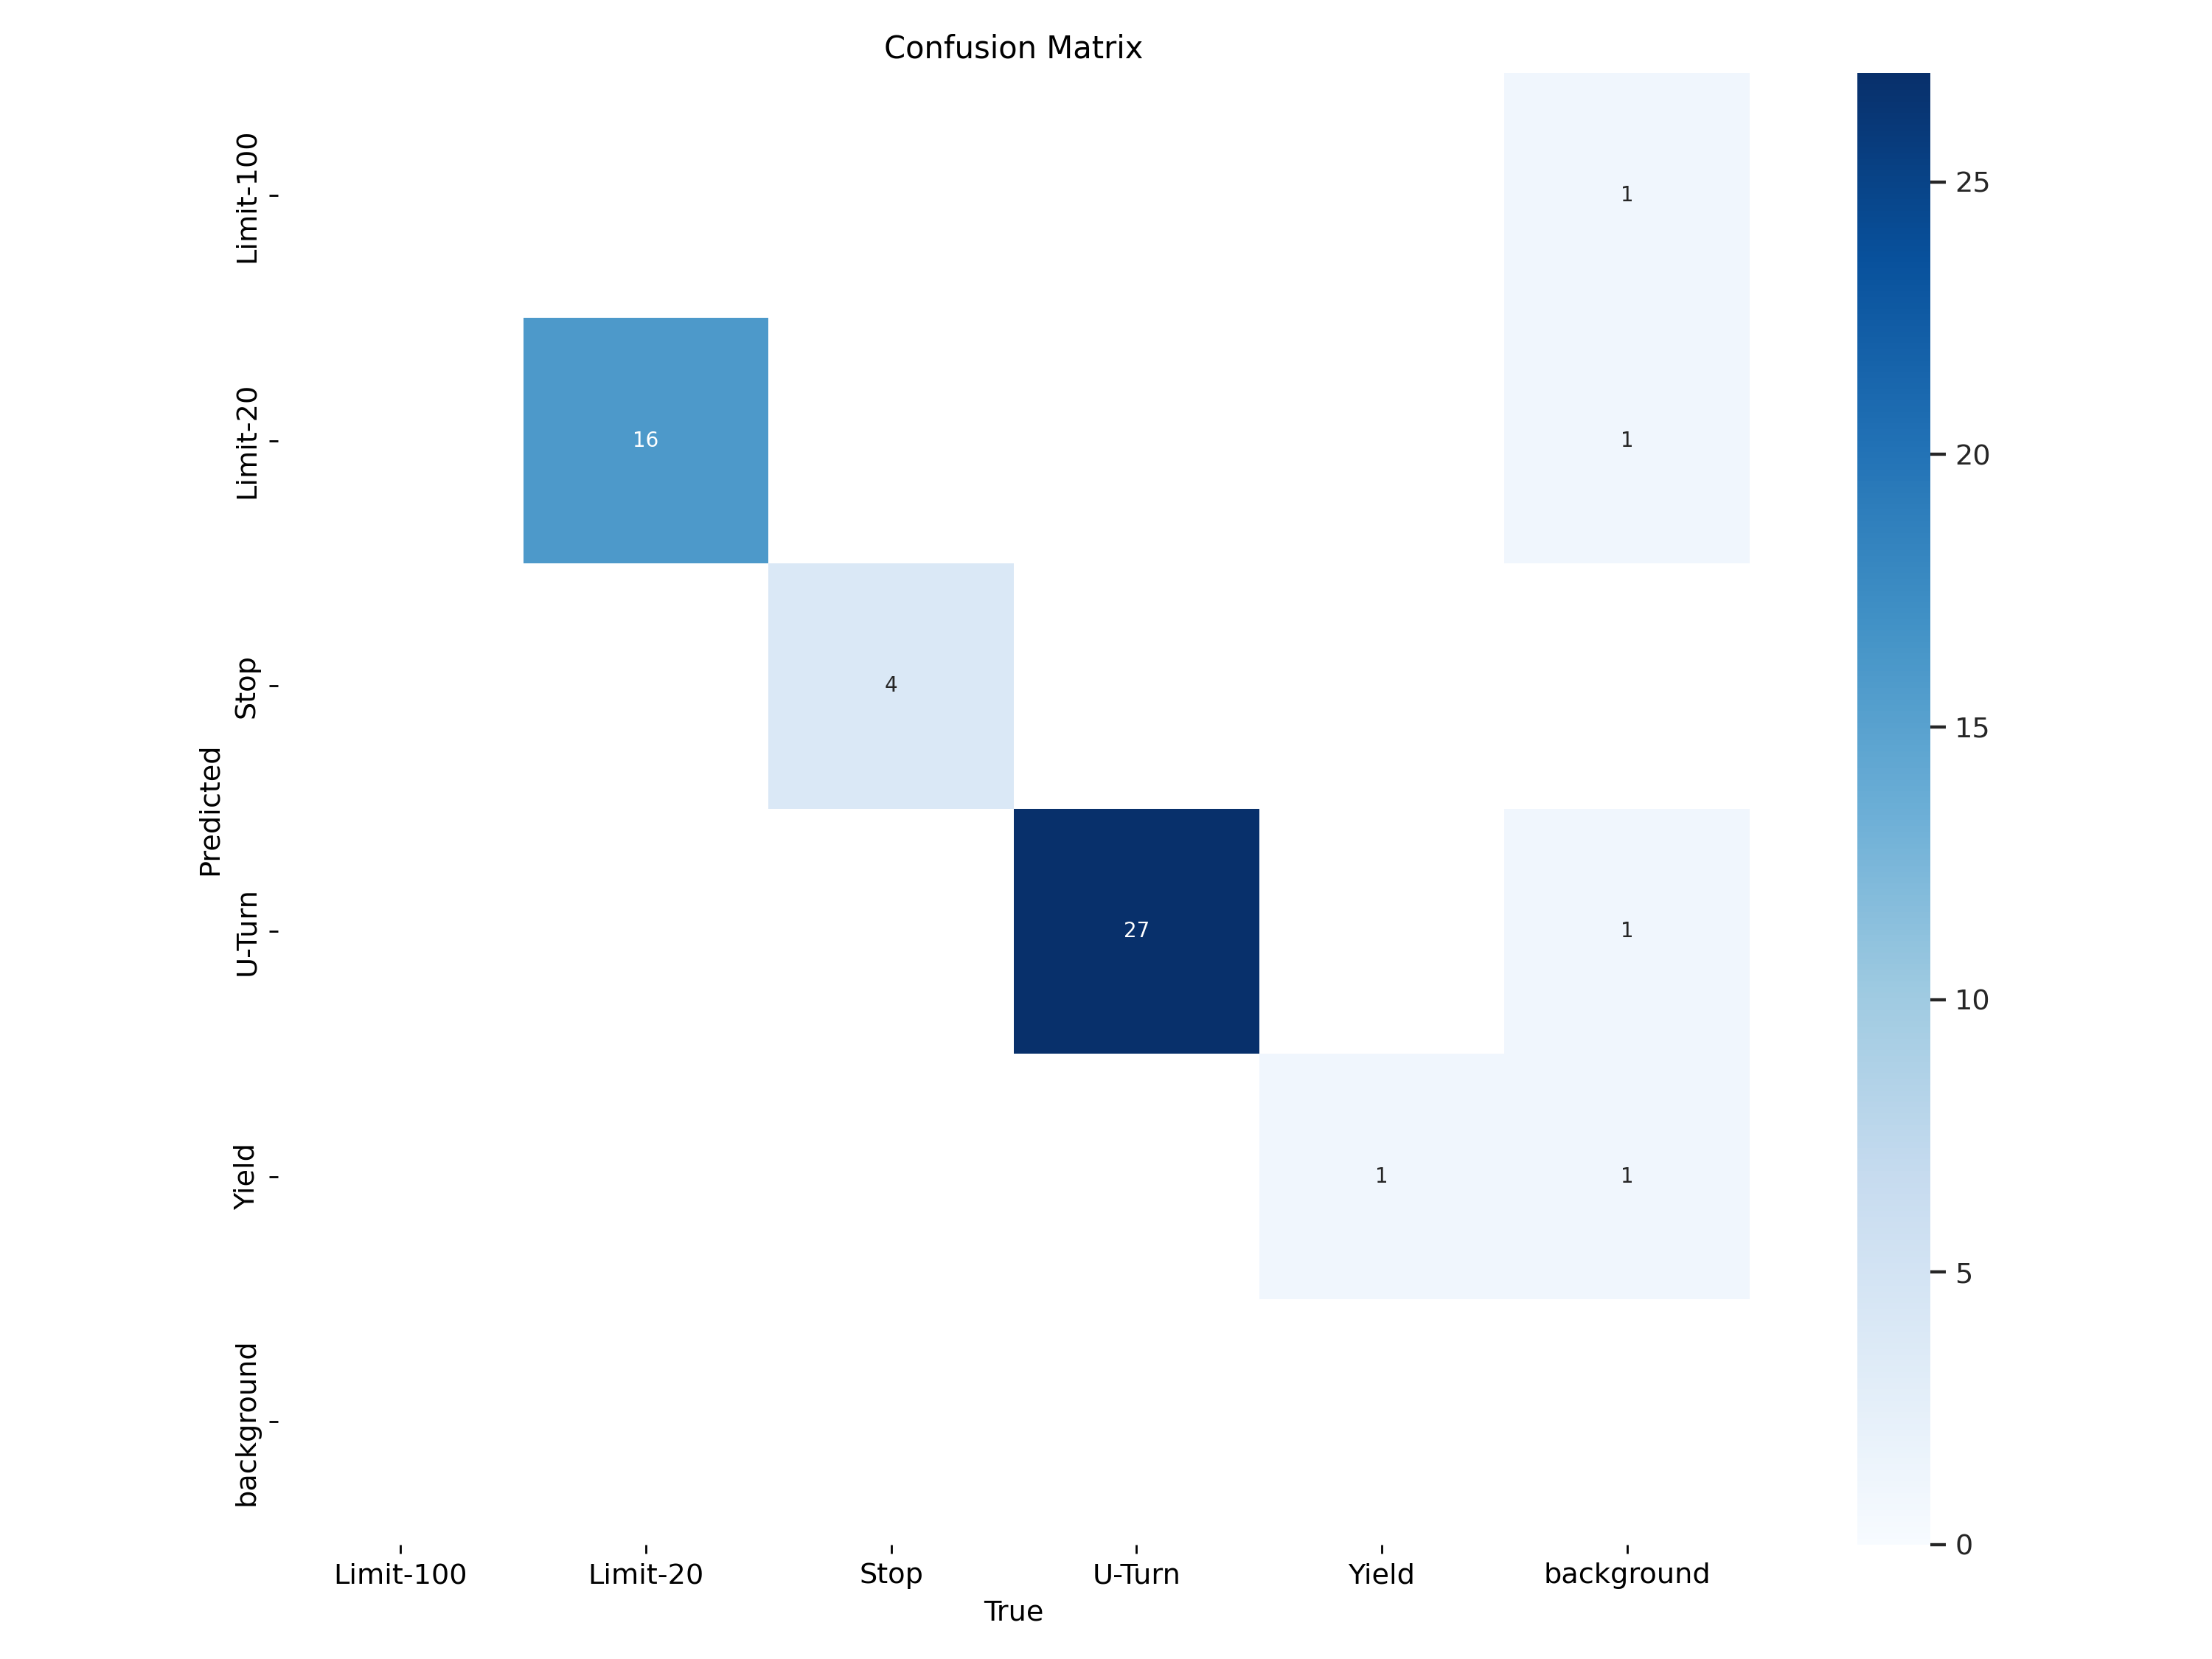 Confusion Matrix
Predicted
Limit-100
1
Limit-20
16
1
Stop
4
U-Turn
27
1
Yield
1
1
background
Limit-100 Limit-20 Stop U-Turn Yield background
True
25
20
15
10
5
0